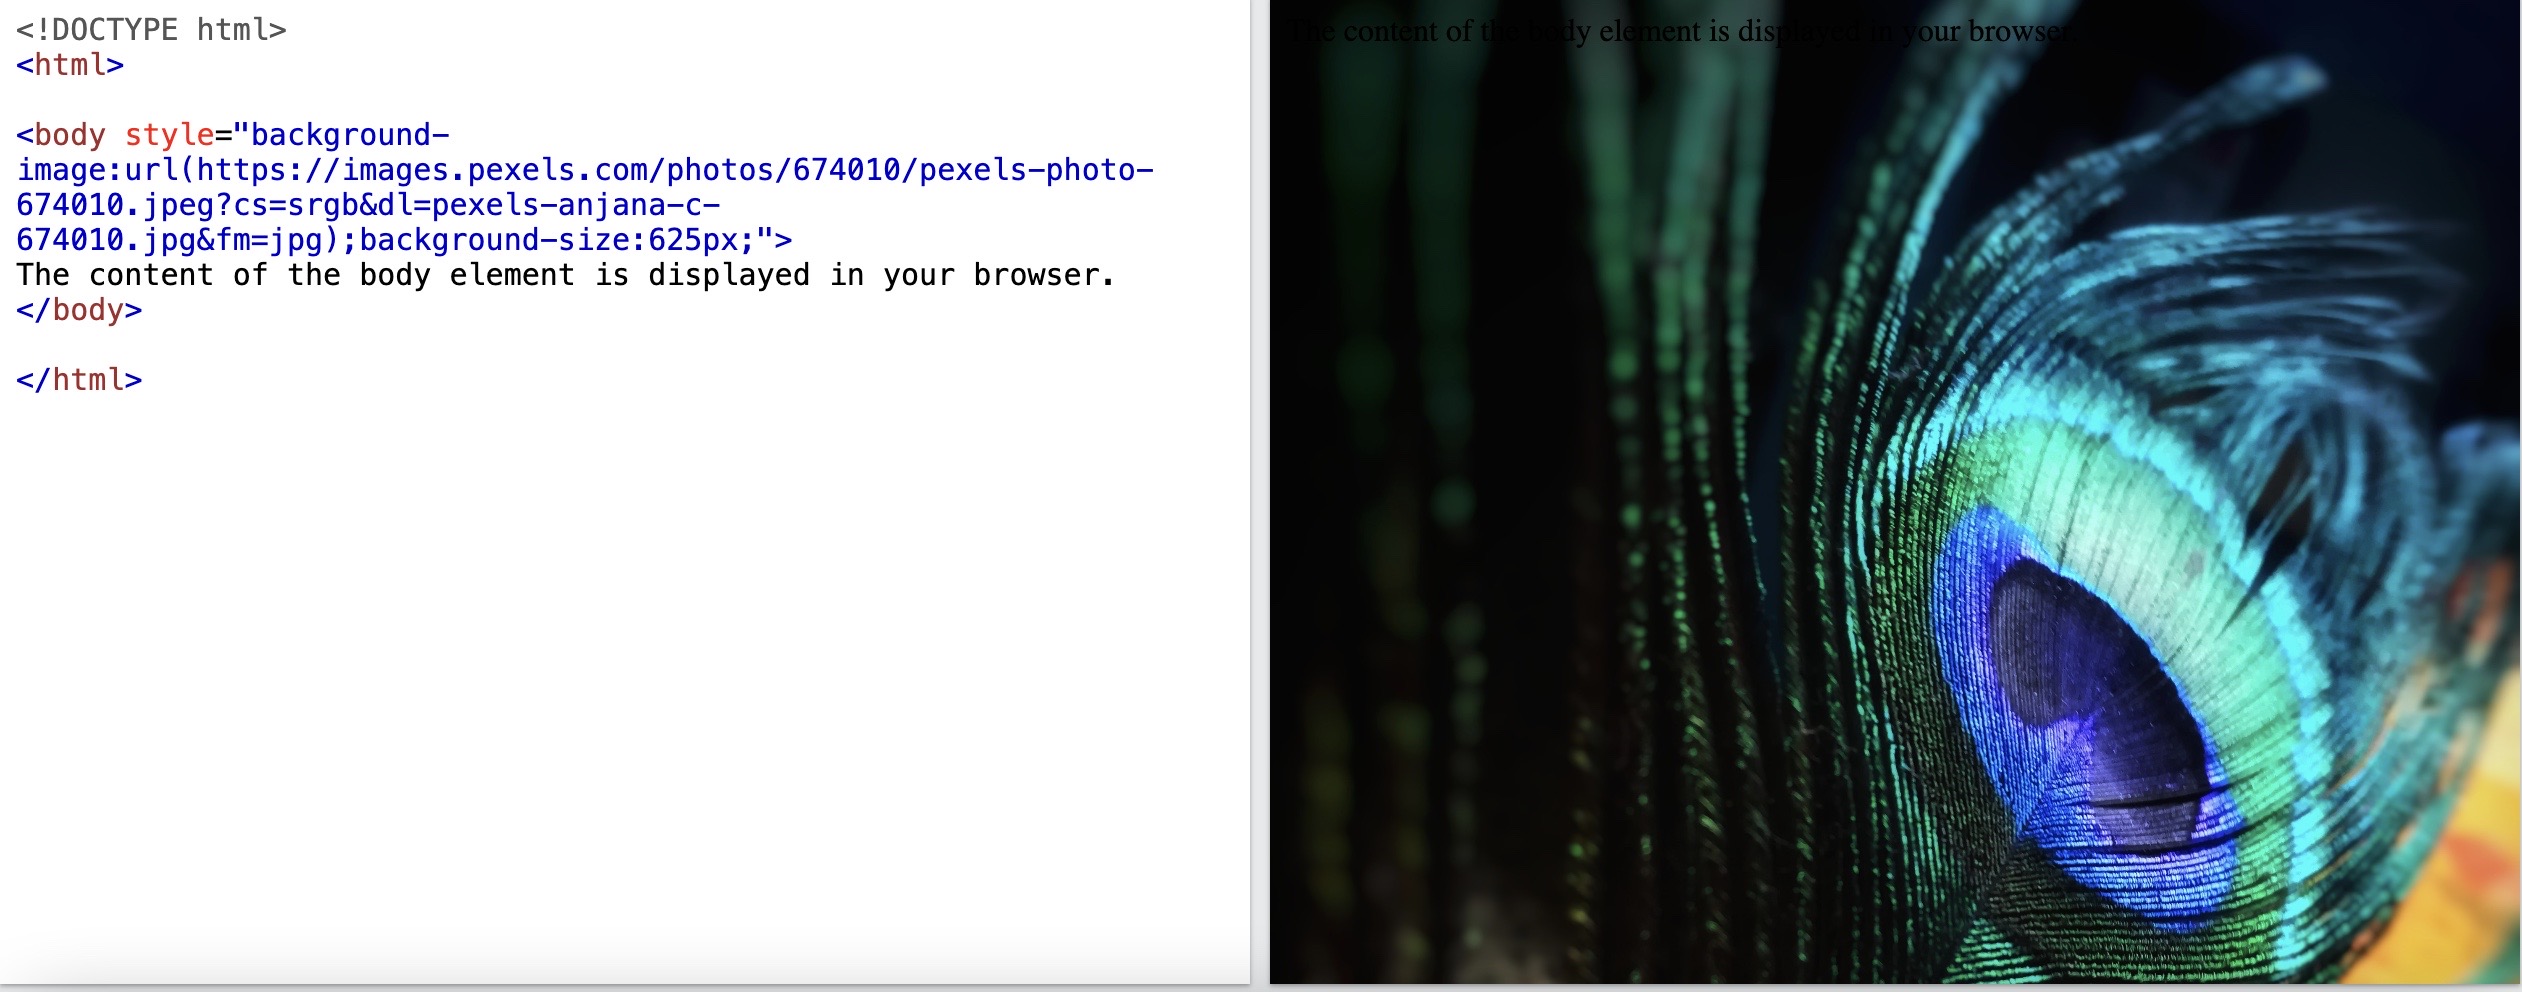 <!DOCTYPE html>
<html>
<body style="background-
image:url(https://images.pexels.com/photos/674010/pexels-photo-
674010.jpeg?cs=srgb&dl=pexels-anjana-c-
674010.jpg&fm=jpg);background-size:625px;">
The content of the body element is displayed in your browser.
</body>
</html>
The content of the body element is displayed in your browser.